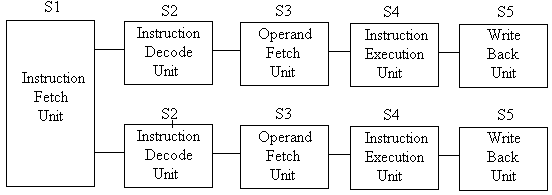 S1
S2
S3
S4
S5
Instruction
Fetch
Unit
Instruction
Decode
Unit
Operand
Fetch
Unit
Instruction
Execution
Unit
Write
Back
Unit
S2
S3
S4
S5
Instruction
Decode
Unit
Operand
Fetch
Unit
Instruction
Execution
Unit
Write
Back
Unit